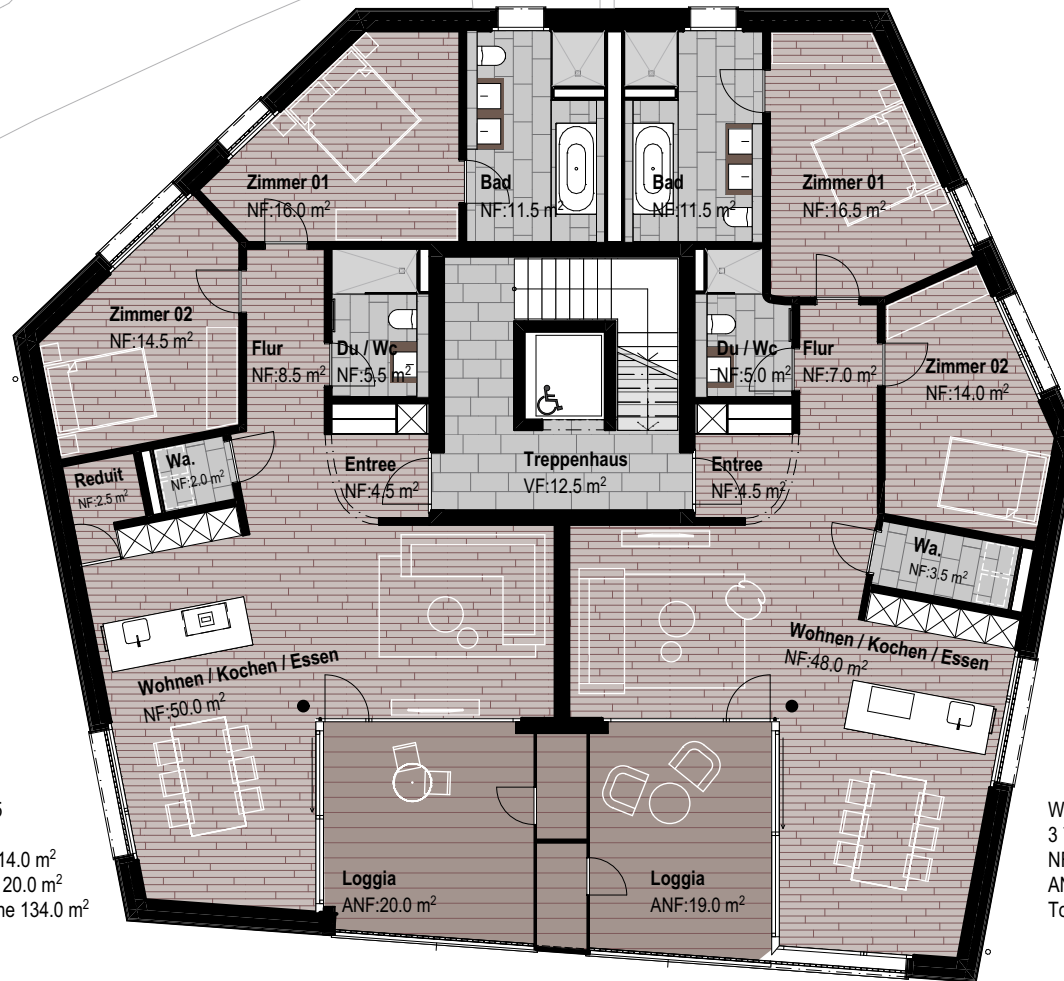 Zimmer 01
NF:16.0 m²
Bad
NF:11.5 m²
Bad
NF:11.5 m²
Zimmer 01
NF:16.5 m²
Zimmer 02
NF:14.5 m²
Flur
NF:8.5 m²
Du / Wc
NF:5.5 m²
Du / Wc
NF:5.0 m²
Flur
NF:7.0 m²
Zimmer 02
NF:14.0 m²
Reduit
NF:2.5 m²
Wa.
NF:2.0 m²
Entree
NF:4.5 m²
Treppenhaus
VF:12.5 m²
Entree
NF:4.5 m²
Wa.
NF:3.5 m²
Wohnen / Kochen / Essen
NF:50.0 m²
Wohnen / Kochen / Essen
NF:48.0 m²
Loggia
ANF:20.0 m²
Loggia
ANF:19.0 m²
14.0 m²
20.0 m²
ne 134.0 m²
W
3
NF
AN
To